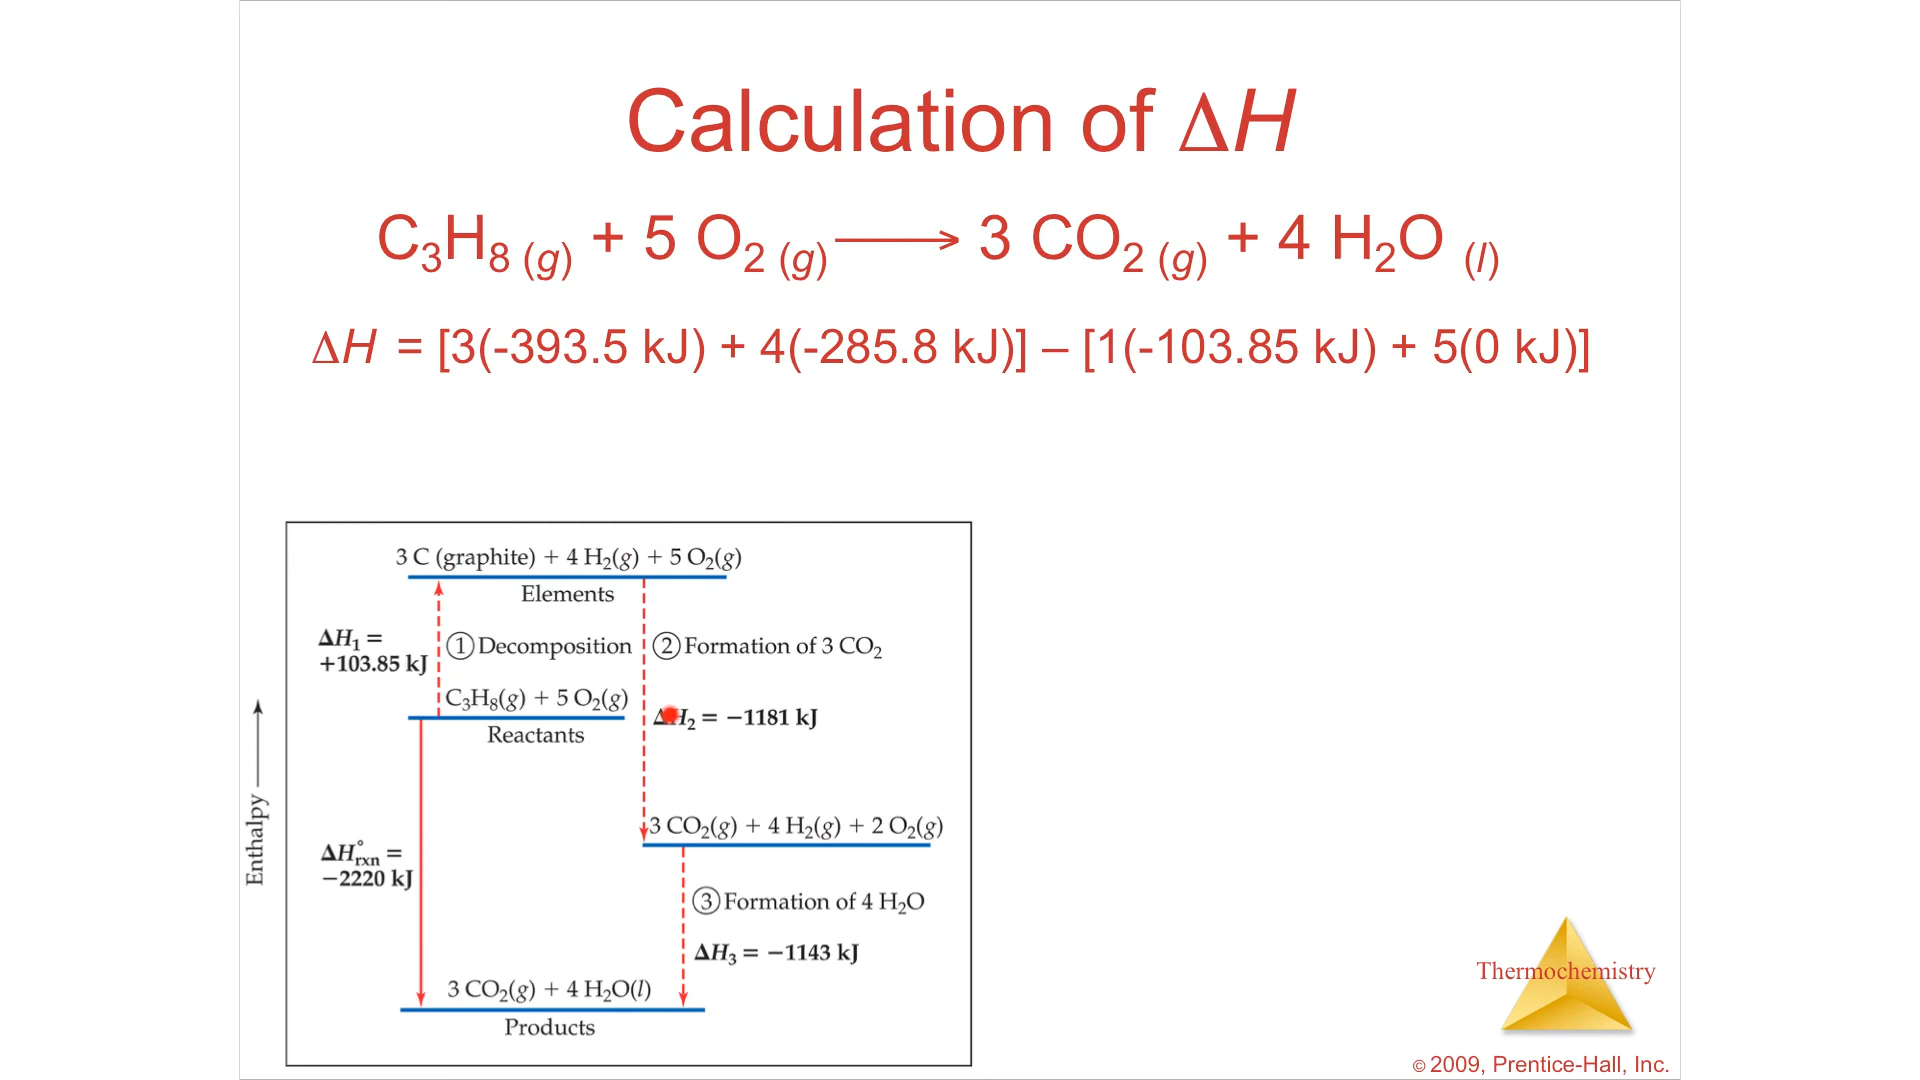 Calculation of ΔH
C3H8 (g) + 5 O2 (g) ⟶ 3 CO2 (g) + 4 H2O (l)
ΔH = [3(-393.5 kJ) + 4(-285.8 kJ)] – [1(-103.85 kJ) + 5(0 kJ)]
3 C (graphite) + 4 H2(g) + 5 O2(g)
Elements
ΔH1 =
+103.85 kJ
① Decomposition
② Formation of 3 CO2
C3H8(g) + 5 O2(g)
Reactants
ΔH2 = −1181 kJ
Enthalpy
3 CO2(g) + 4 H2(g) + 2 O2(g)
ΔH°rxn =
−2220 kJ
③ Formation of 4 H2O
ΔH3 = −1143 kJ
3 CO2(g) + 4 H2O(l)
Products
Thermochemistry
© 2009, Prentice-Hall, Inc.